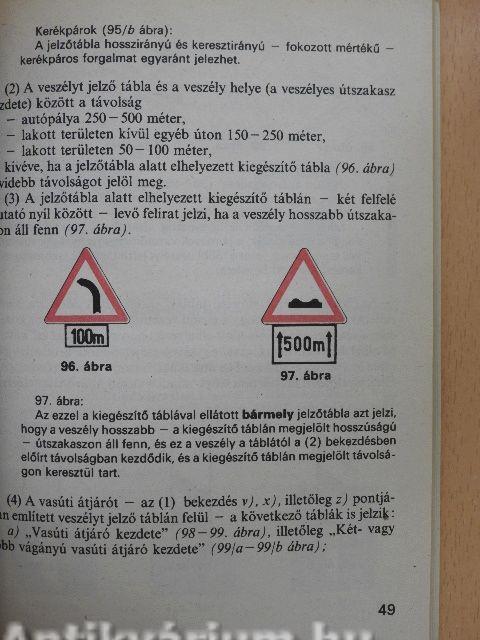 Kerékpárok (95/b ábra):
A jelzőtábla hosszirányú és keresztirányú — fokozott mértékű —
kerékpáros forgalmat egyaránt jelezhet.
(2) A veszélyt jelző tábla és a veszély helye (a veszélyes útszakasz
zdete) között a távolság
— autópálya 250—500 méter,
— lakott területen kívül egyéb úton 150—250 méter,
— lakott területen 50—100 méter,
kivéve, ha a jelzőtábla alatt elhelyezett kiegészítő tábla (96. ábra)
videbb távolságot jelöl meg.
(3) A jelzőtábla alatt elhelyezett kiegészítő táblán — két felfelé
utató nyíl között — levő felirat jelzi, ha a veszély hosszabb útszaka-
on áll fenn (97. ábra).
100m
500m
96. ábra
97. ábra
97. ábra:
Az ezzel a kiegészítő táblával ellátott bármely jelzőtábla azt jelzi,
hogy a veszély hosszabb — a kiegészítő táblán megjelölt hosszúságú
— útszakaszon áll fenn, és ez a veszély a táblától a (2) bekezdésben
előírt távolságban kezdődik, és a kiegészítő táblán megjelölt távolsá-
gon keresztül tart.
(4) A vasúti átjárót — az (1) bekezdés v), x), illetőleg z) pontjá-
n említett veszélyt jelző táblán felül — a következő táblák is jelzik:
a) „Vasúti átjáró kezdete" (98—99. ábra), illetőleg „Két- vagy
bb vágányú vasúti átjáró kezdete" (99/a—99/b ábra);
49
Antikvárium.hu